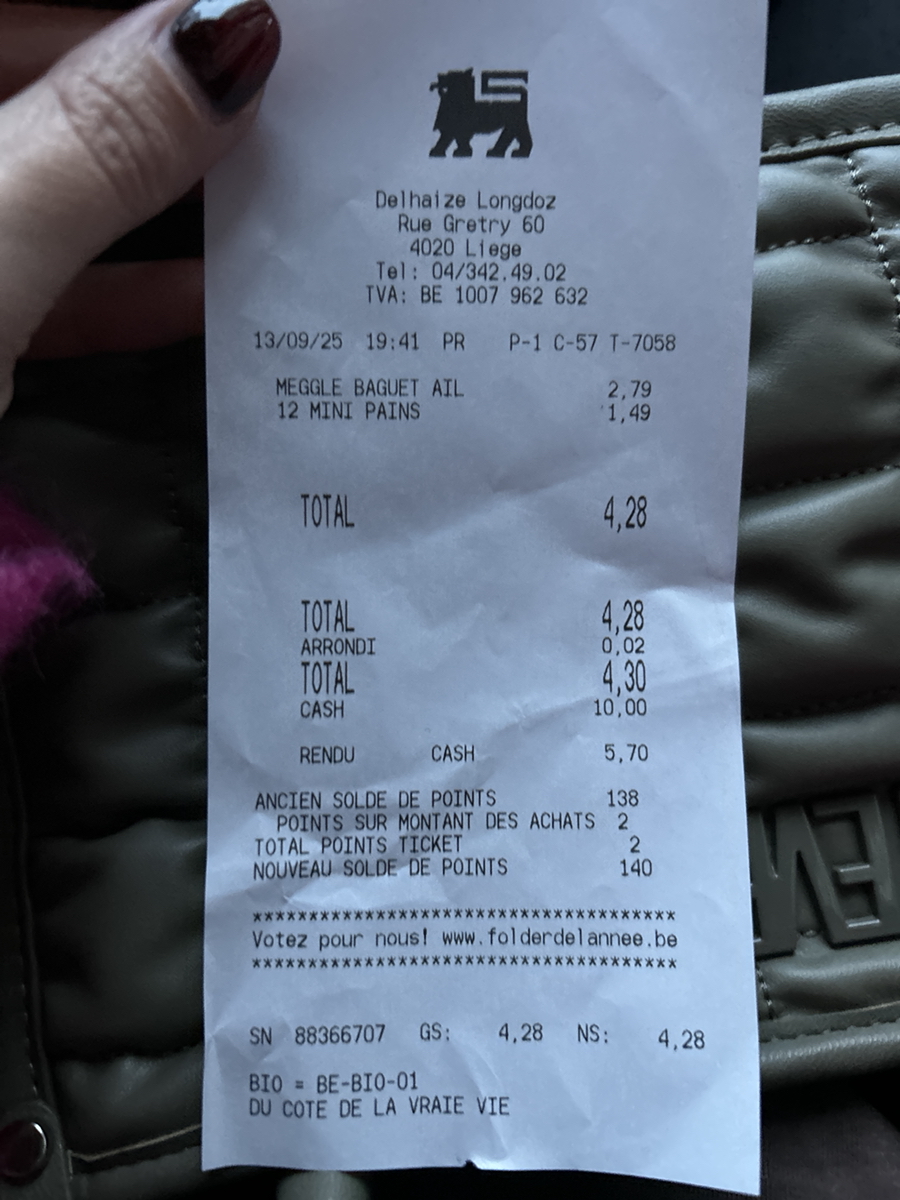 Delhaize Longdoz
Rue Gretry 60
4020 Liege
Tel: 04/342.49.02
TVA: BE 1007 962 632
13/09/25 19:41 PR P-1 C-57 T-7058
MEGGLE BAGUET AIL 2,79
12 MINI PAINS 1,49
TOTAL 4,28
TOTAL 4,28
ARRONDI 0,02
TOTAL 4,30
CASH 10,00
RENDU CASH 5,70
ANCIEN SOLDE DE POINTS 138
POINTS SUR MONTANT DES ACHATS 2
TOTAL POINTS TICKET 2
NOUVEAU SOLDE DE POINTS 140
**************************************
Votez pour nous! www.folderdelannee.be
**************************************
SN 88366707 GS: 4,28 NS: 4,28
BIO = BE-BIO-01
DU COTE DE LA VRAIE VIE